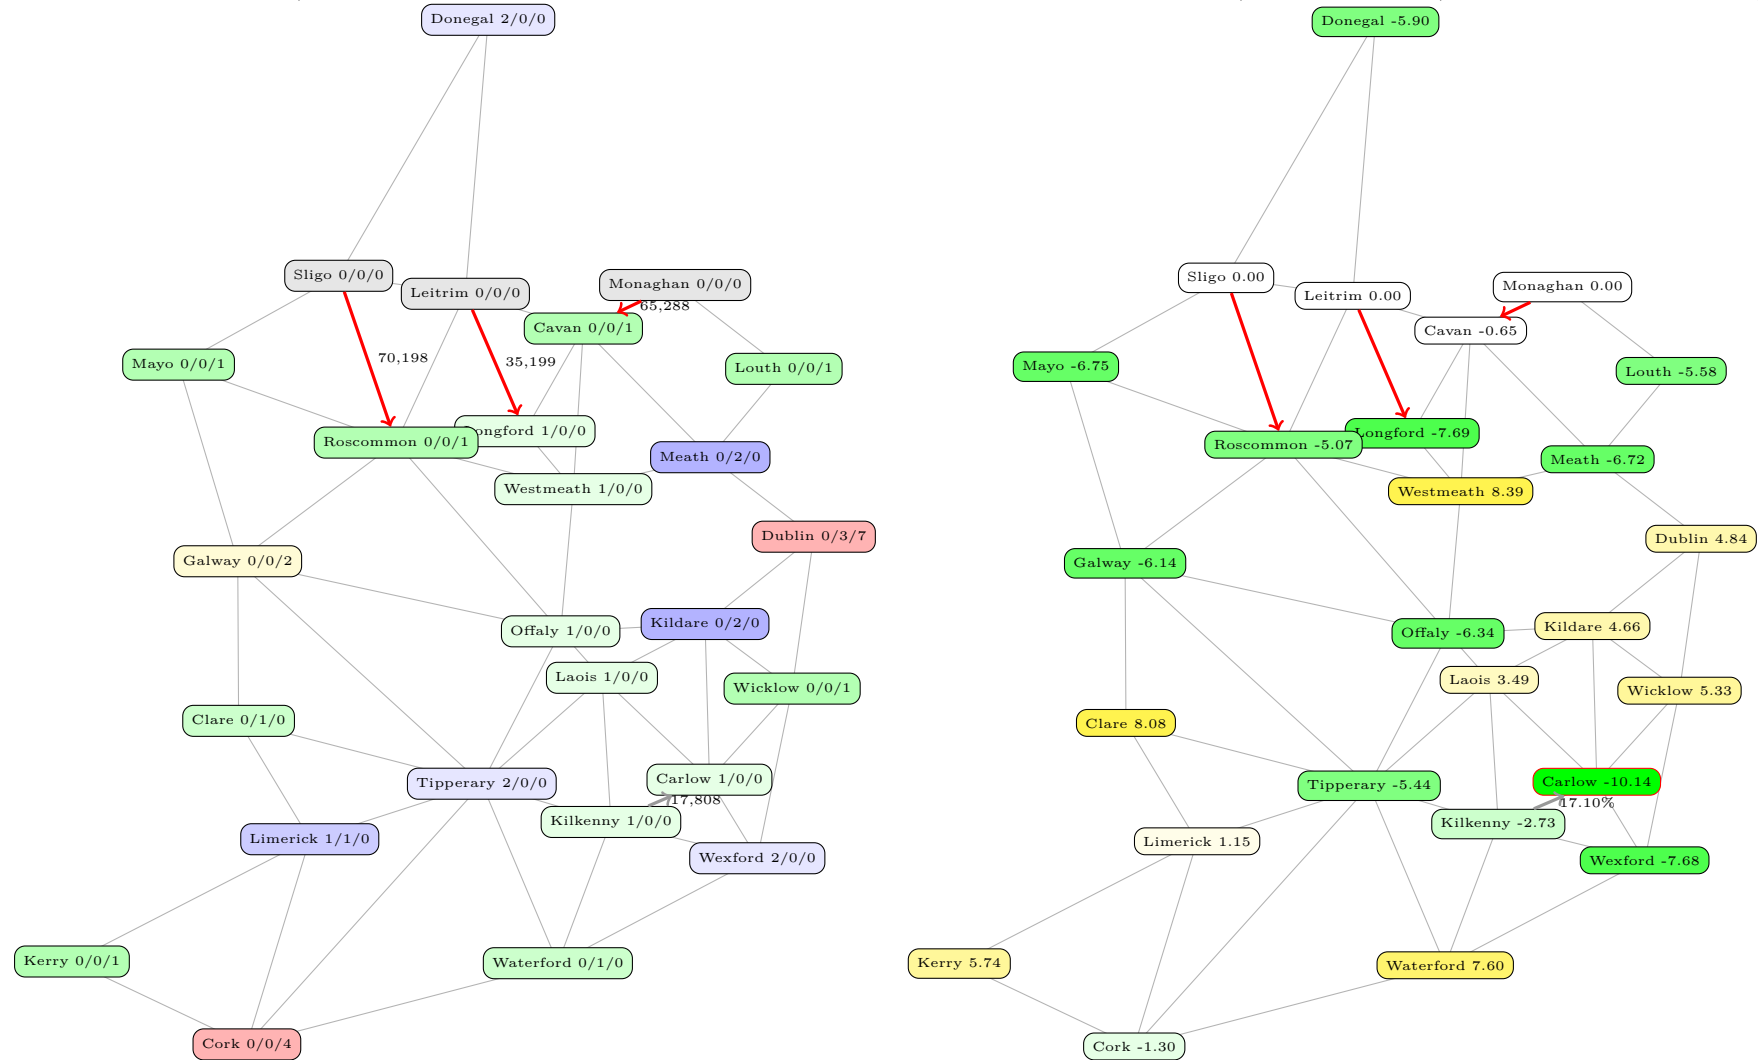 Donegal 2/0/0
Sligo 0/0/0
Leitrim 0/0/0
Monaghan 0/0/0
65,288
Cavan 0/0/1
Mayo 0/0/1
70,198
35,199
Louth 0/0/1
Roscommon 0/0/1
Longford 1/0/0
Meath 0/2/0
Westmeath 1/0/0
Dublin 0/3/7
Galway 0/0/2
Offaly 1/0/0
Kildare 0/2/0
Laois 1/0/0
Wicklow 0/0/1
Clare 0/1/0
Tipperary 2/0/0
Carlow 1/0/0
17,808
Kilkenny 1/0/0
Limerick 1/1/0
Wexford 2/0/0
Kerry 0/0/1
Waterford 0/1/0
Cork 0/0/4
Donegal -5.90
Sligo 0.00
Leitrim 0.00
Monaghan 0.00
Cavan -0.65
Mayo -6.75
Louth -5.58
Roscommon -5.07
Longford -7.69
Meath -6.72
Westmeath 8.39
Dublin 4.84
Galway -6.14
Offaly -6.34
Kildare 4.66
Laois 3.49
Wicklow 5.33
Clare 8.08
Tipperary -5.44
Carlow -10.14
17.10%
Kilkenny -2.73
Limerick 1.15
Wexford -7.68
Kerry 5.74
Waterford 7.60
Cork -1.30